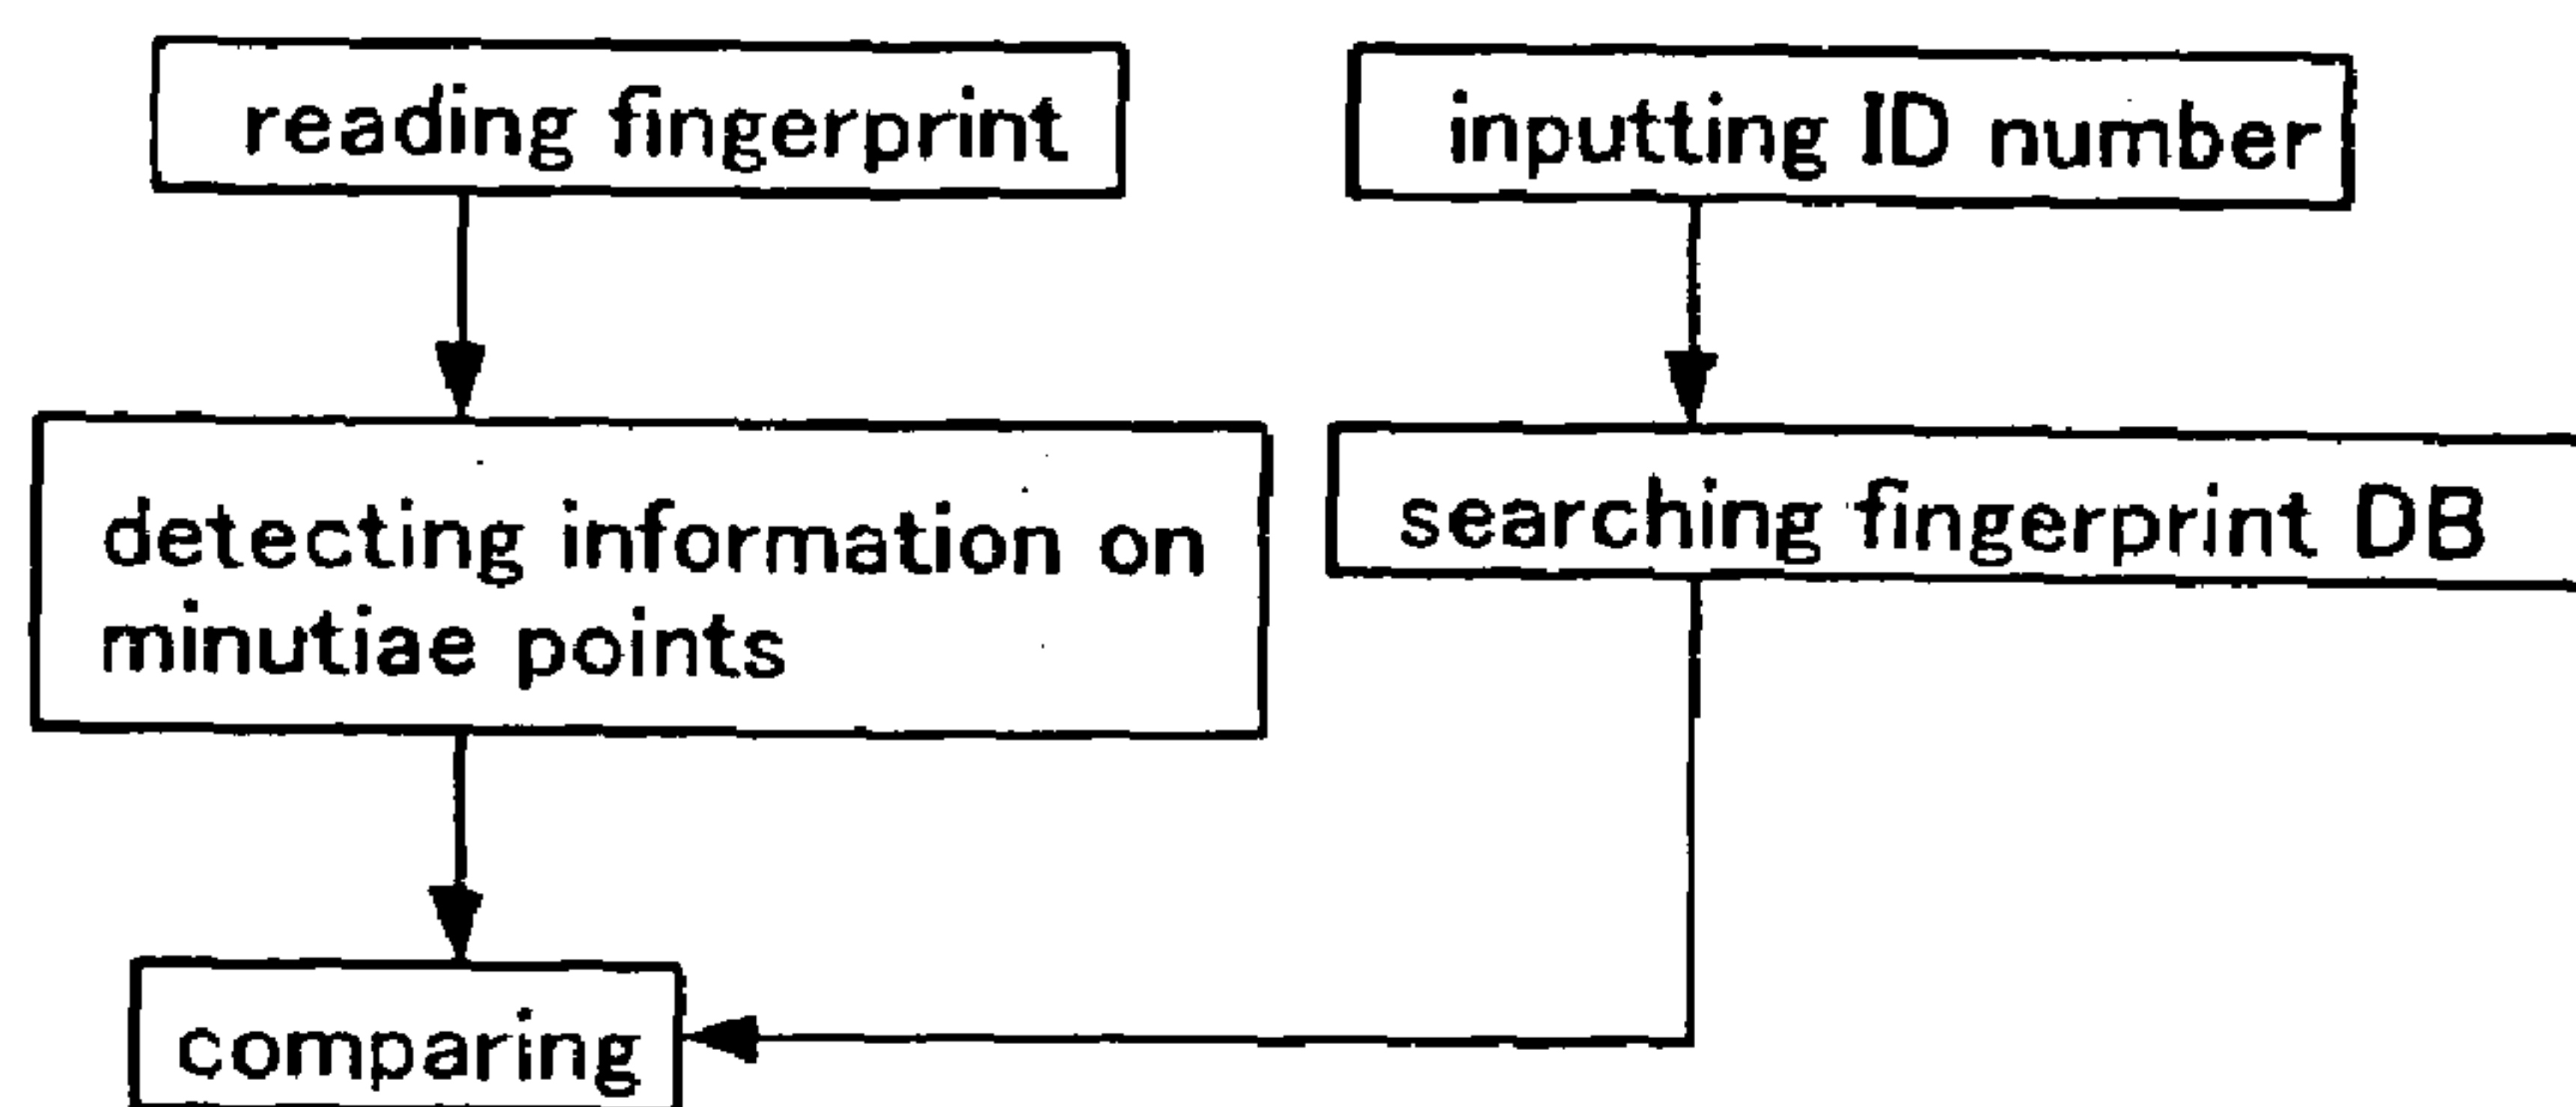 reading fingerprint
inputting ID number
detecting information on
minutiae points
searching fingerprint DB
comparing